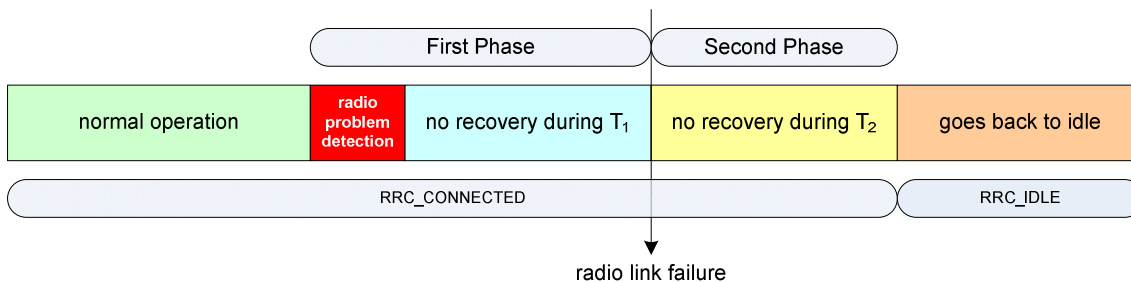 First Phase
Second Phase
normal operation
radio
problem
detection
no recovery during T₁
no recovery during T₂
goes back to idle
RRC_CONNECTED
RRC_IDLE
radio link failure